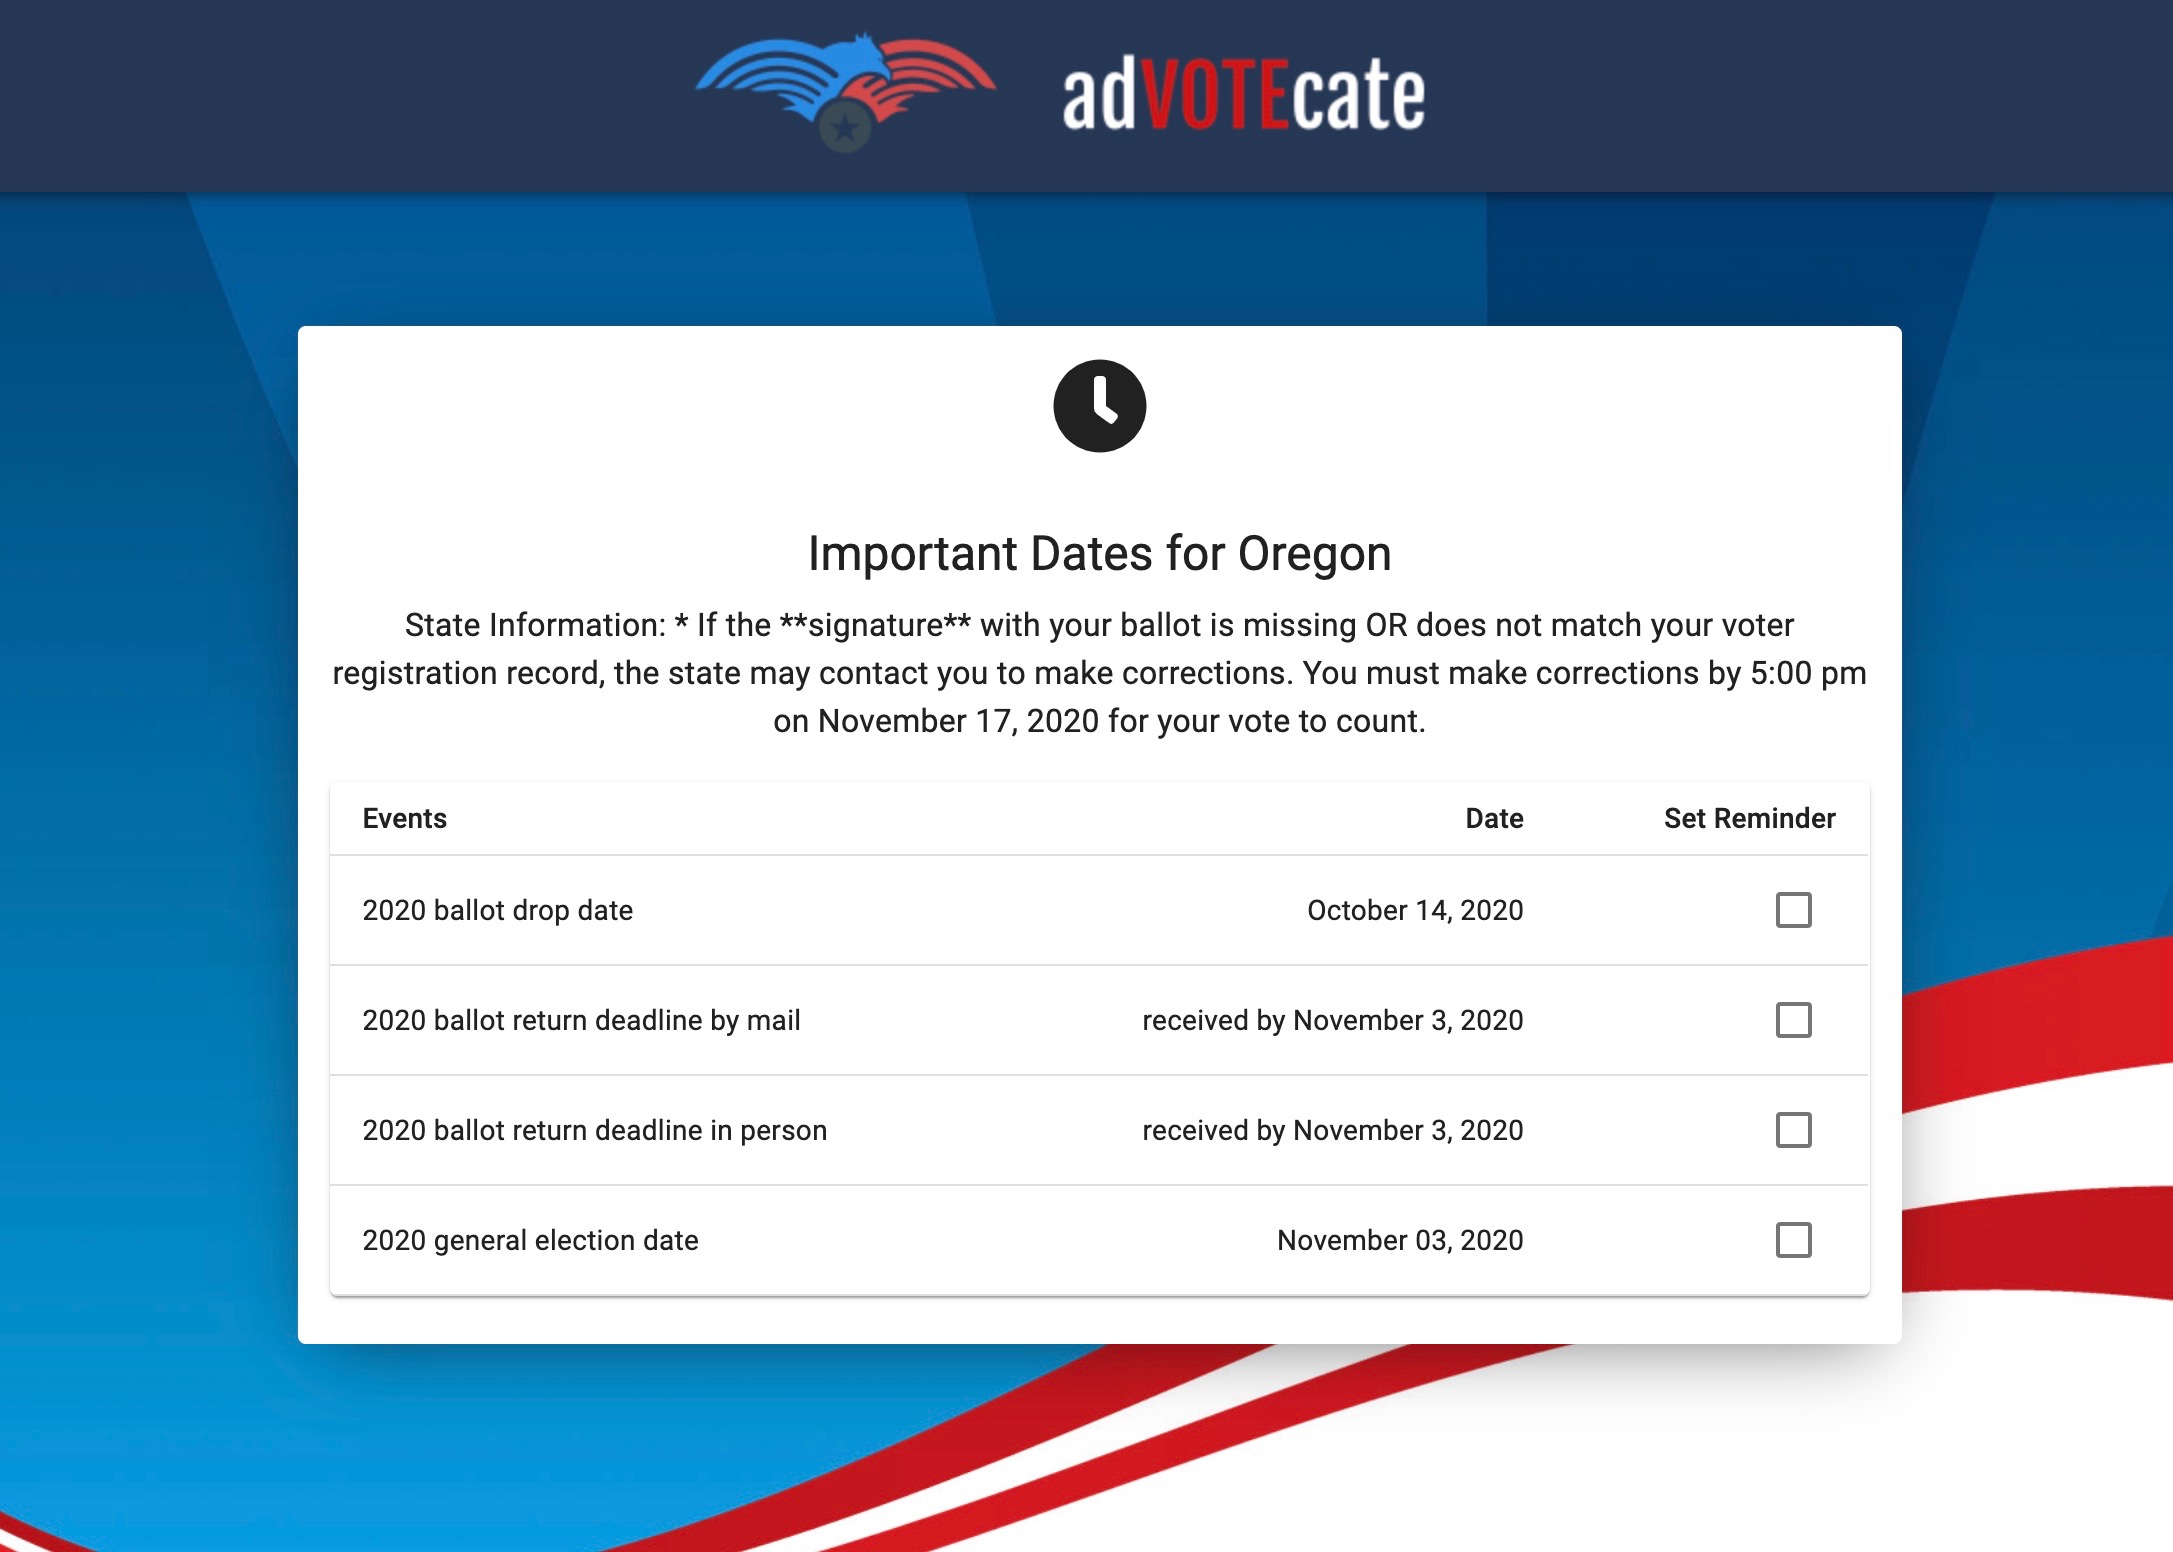 adVOTEcate
Important Dates for Oregon
State Information: * If the **signature** with your ballot is missing OR does not match your voter
registration record, the state may contact you to make corrections. You must make corrections by 5:00 pm
on November 17, 2020 for your vote to count.
Events Date Set Reminder
2020 ballot drop date October 14, 2020
2020 ballot return deadline by mail received by November 3, 2020
2020 ballot return deadline in person received by November 3, 2020
2020 general election date November 03, 2020